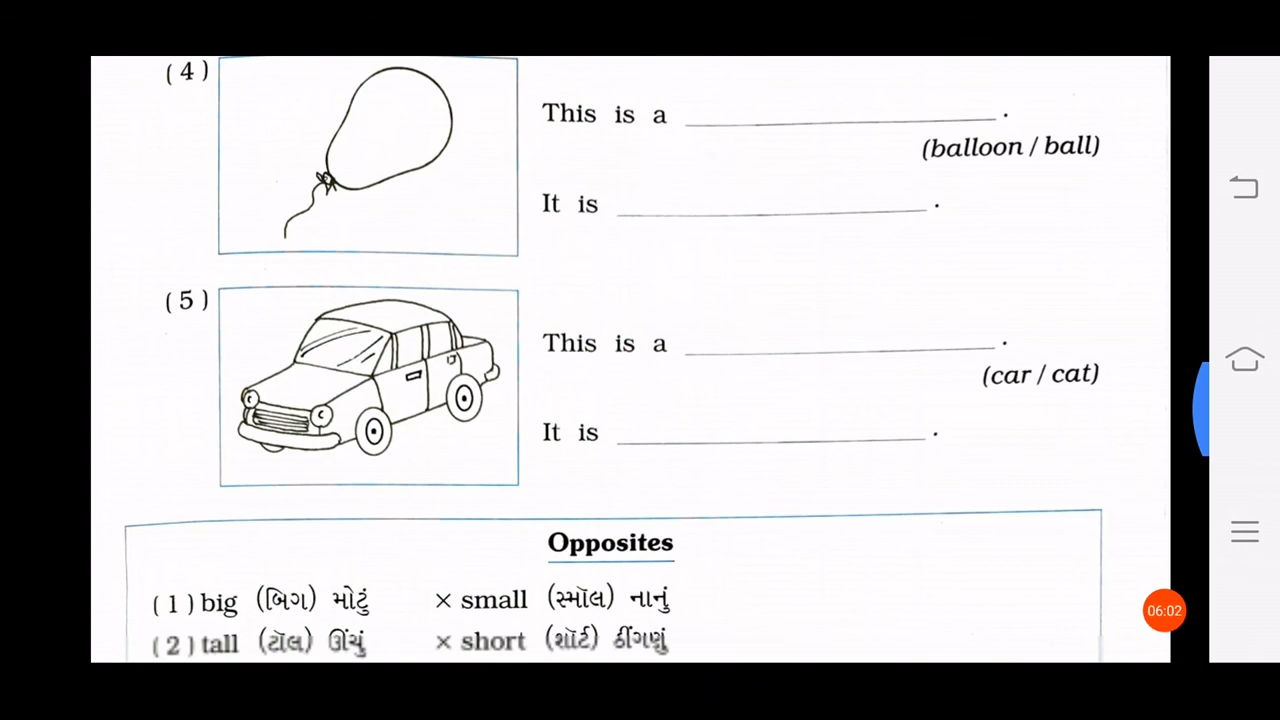 (4)
This is a ____________ .
(balloon / ball)
It is ____________ .
(5)
This is a ____________ .
(car / cat)
It is ____________ .
Opposites
(1) big (બિગ) મોટું × small (સ્મૉલ) નાનું
(2) tall (ટૉલ) ઊંચું × short (શૉર્ટ) ઠીંગણું
06:02